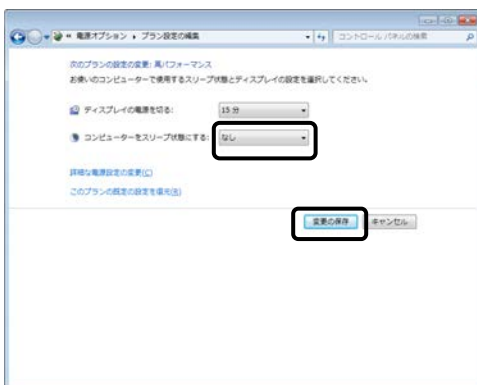 « 電源オプション ▸ プラン設定の編集
コントロール パネルの検索
次のプランの設定の変更: 高パフォーマンス
お使いのコンピューターで使用するスリープ状態とディスプレイの設定を選択してください。
ディスプレイの電源を切る: 15 分
コンピューターをスリープ状態にする: なし
詳細な電源設定の変更(C)
このプランの既定の設定を復元(R)
変更の保存 キャンセル